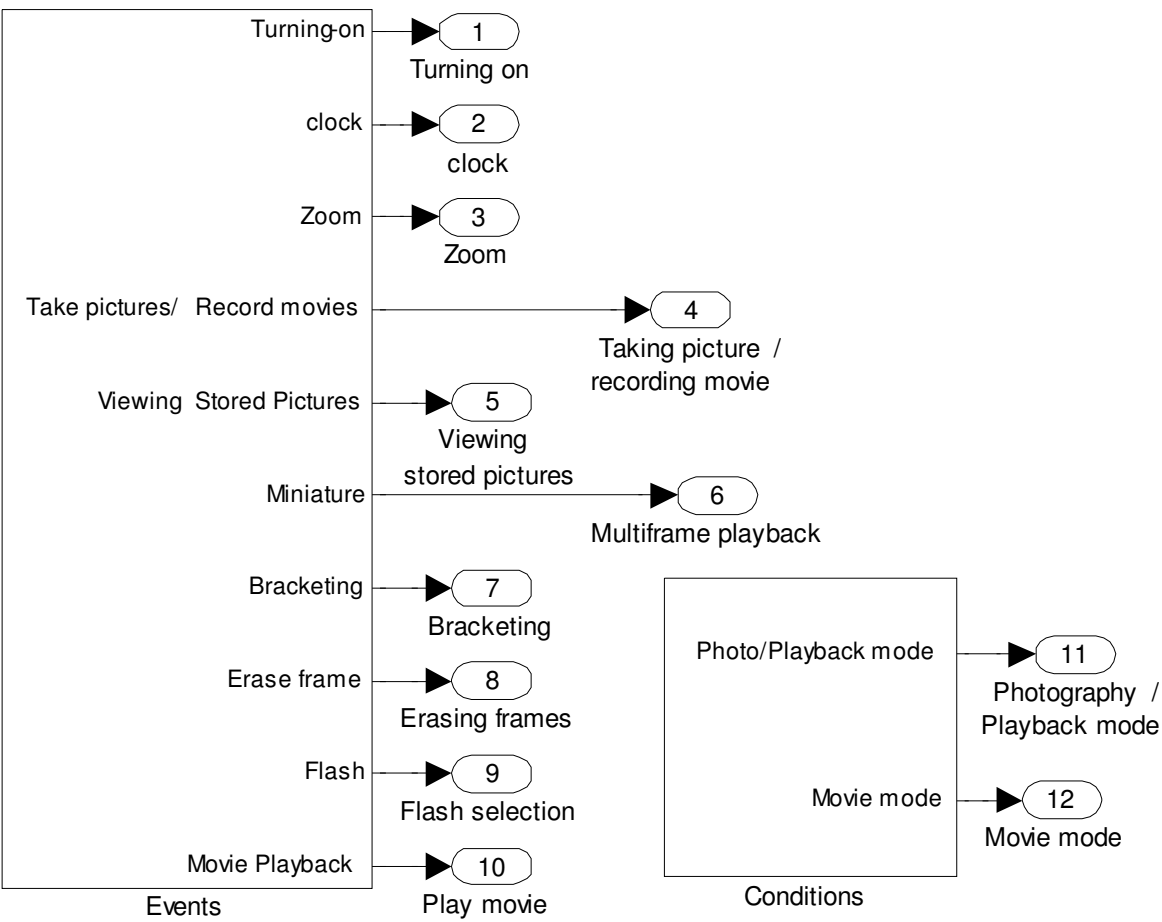 Turning-on
1
Turning on
clock
2
clock
Zoom
3
Zoom
Take pictures/ Record movies
4
Taking picture /
recording movie
Viewing Stored Pictures
5
Viewing
stored pictures
Miniature
6
Multiframe playback
Bracketing
7
Bracketing
Erase frame
8
Erasing frames
Flash
9
Flash selection
Movie Playback
10
Play movie
Events
Photo/Playback mode
11
Photography /
Playback mode
Movie mode
12
Movie mode
Conditions